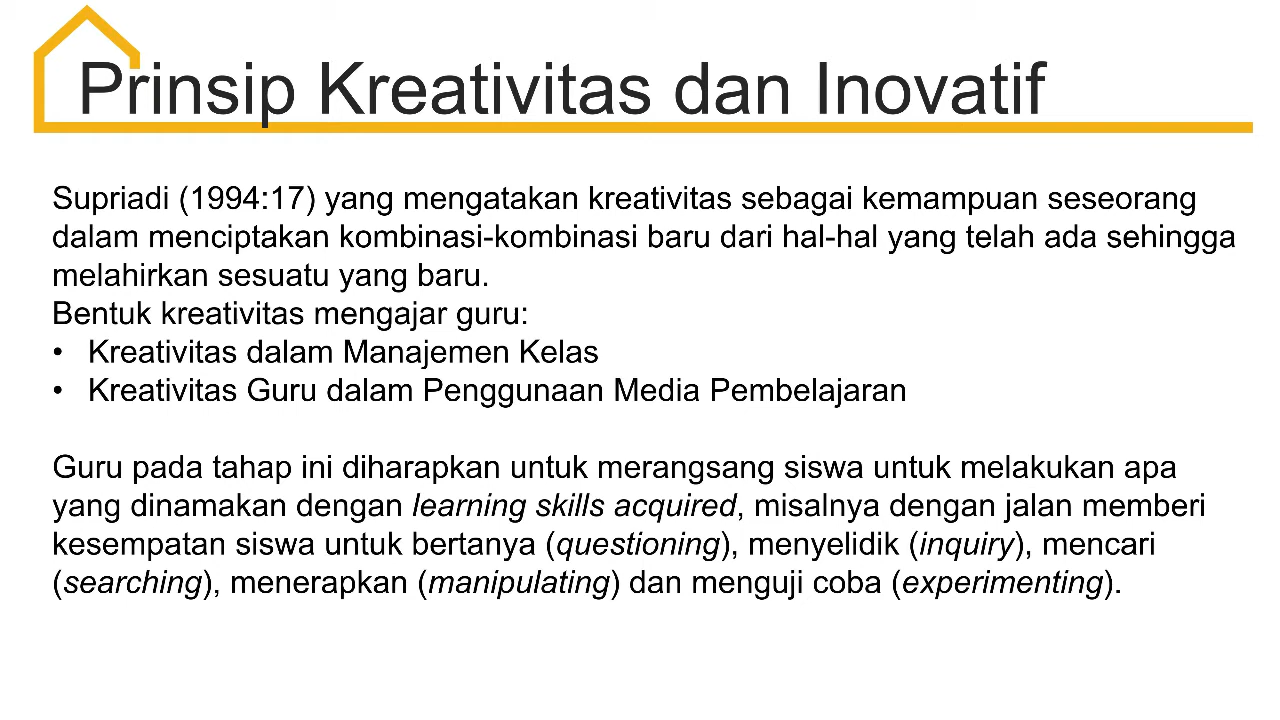 Prinsip Kreativitas dan Inovatif
Supriadi (1994:17) yang mengatakan kreativitas sebagai kemampuan seseorang
dalam menciptakan kombinasi-kombinasi baru dari hal-hal yang telah ada sehingga
melahirkan sesuatu yang baru.
Bentuk kreativitas mengajar guru:
• Kreativitas dalam Manajemen Kelas
• Kreativitas Guru dalam Penggunaan Media Pembelajaran
Guru pada tahap ini diharapkan untuk merangsang siswa untuk melakukan apa
yang dinamakan dengan learning skills acquired, misalnya dengan jalan memberi
kesempatan siswa untuk bertanya (questioning), menyelidik (inquiry), mencari
(searching), menerapkan (manipulating) dan menguji coba (experimenting).